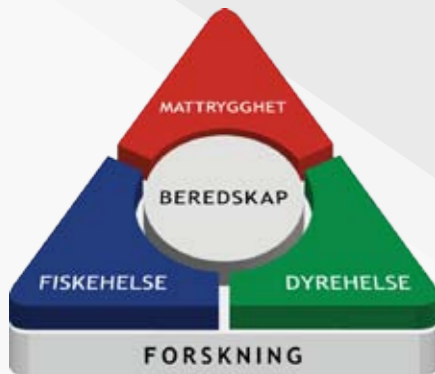 MATTRYGGHET
BEREDSKAP
FISKEHELSE
DYREHELSE
FORSKNING